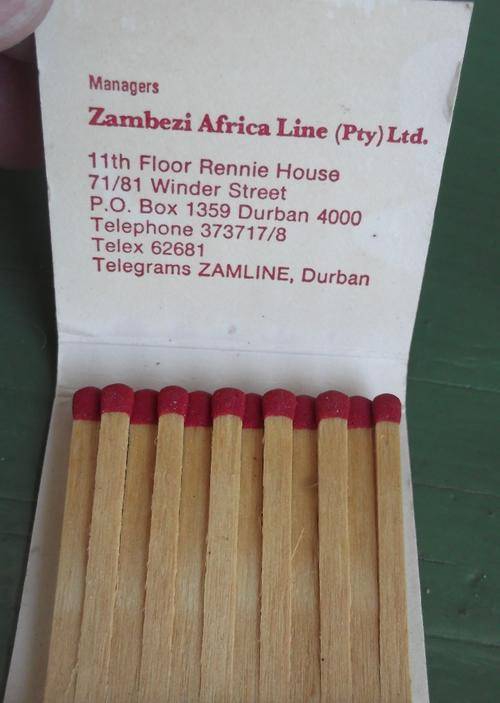 Managers
Zambezi Africa Line (Pty) Ltd.
11th Floor Rennie House
71/81 Winder Street
P.O. Box 1359 Durban 4000
Telephone 373717/8
Telex 62681
Telegrams ZAMLINE, Durban